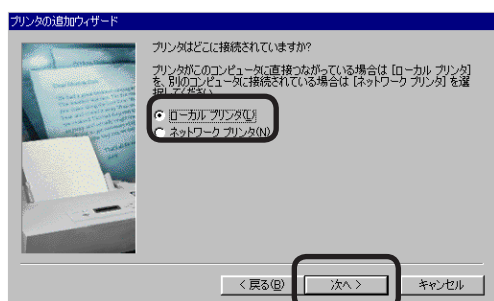 プリンタの追加ウィザード
プリンタはどこに接続されていますか?
プリンタがこのコンピュータに直接つながっている場合は [ローカル プリンタ]
を、別のコンピュータに接続されている場合は [ネットワーク プリンタ] を選
択してください。
ローカル プリンタ(L)
ネットワーク プリンタ(N)
< 戻る(B)
次へ >
キャンセル